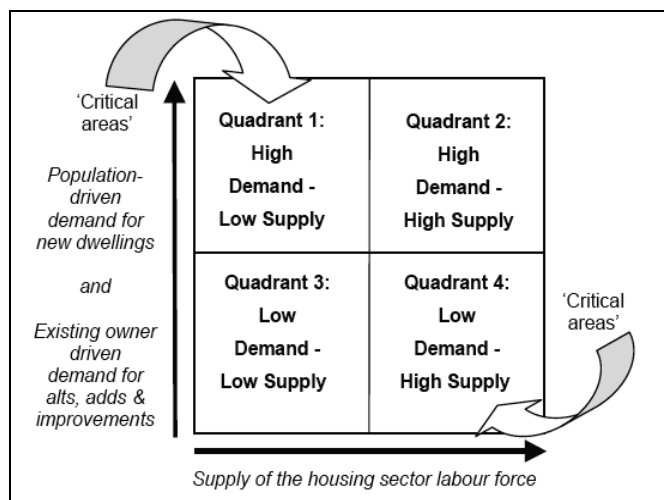 'Critical
areas'
Population-
driven
demand for
new dwellings
and
Existing owner
driven
demand for
alts, adds &
improvements
Quadrant 1:
High
Demand -
Low Supply
Quadrant 2:
High
Demand -
High Supply
Quadrant 3:
Low
Demand -
Low Supply
Quadrant 4:
Low
Demand -
High Supply
'Critical
areas'
Supply of the housing sector labour force